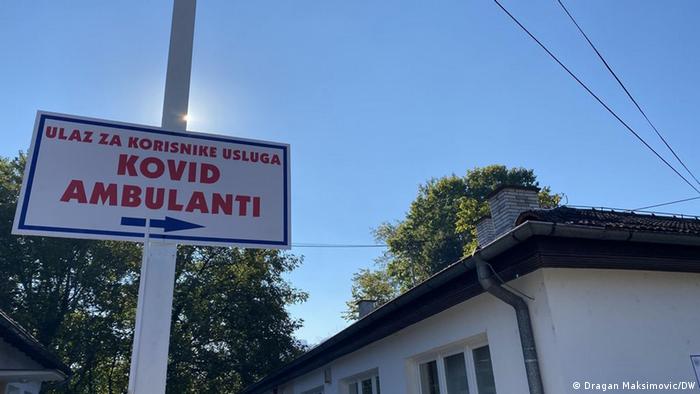 ULAZ ZA KORISNIKE USLUGA
KOVID
AMBULANTI
© Dragan Maksimovic/DW